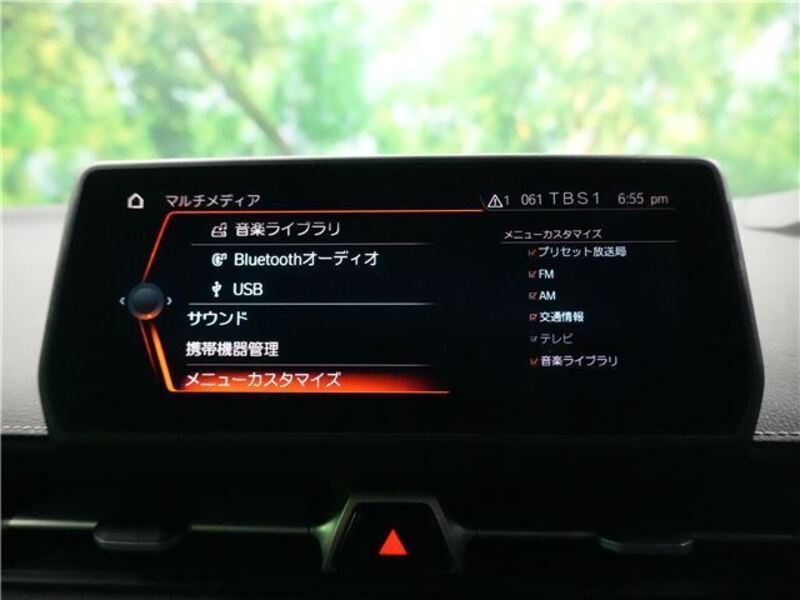 マルチメディア
1 061 TBS1 6:55 pm
音楽ライブラリ
Bluetoothオーディオ
USB
サウンド
携帯機器管理
メニューカスタマイズ
メニューカスタマイズ
プリセット放送局
FM
AM
交通情報
テレビ
音楽ライブラリ